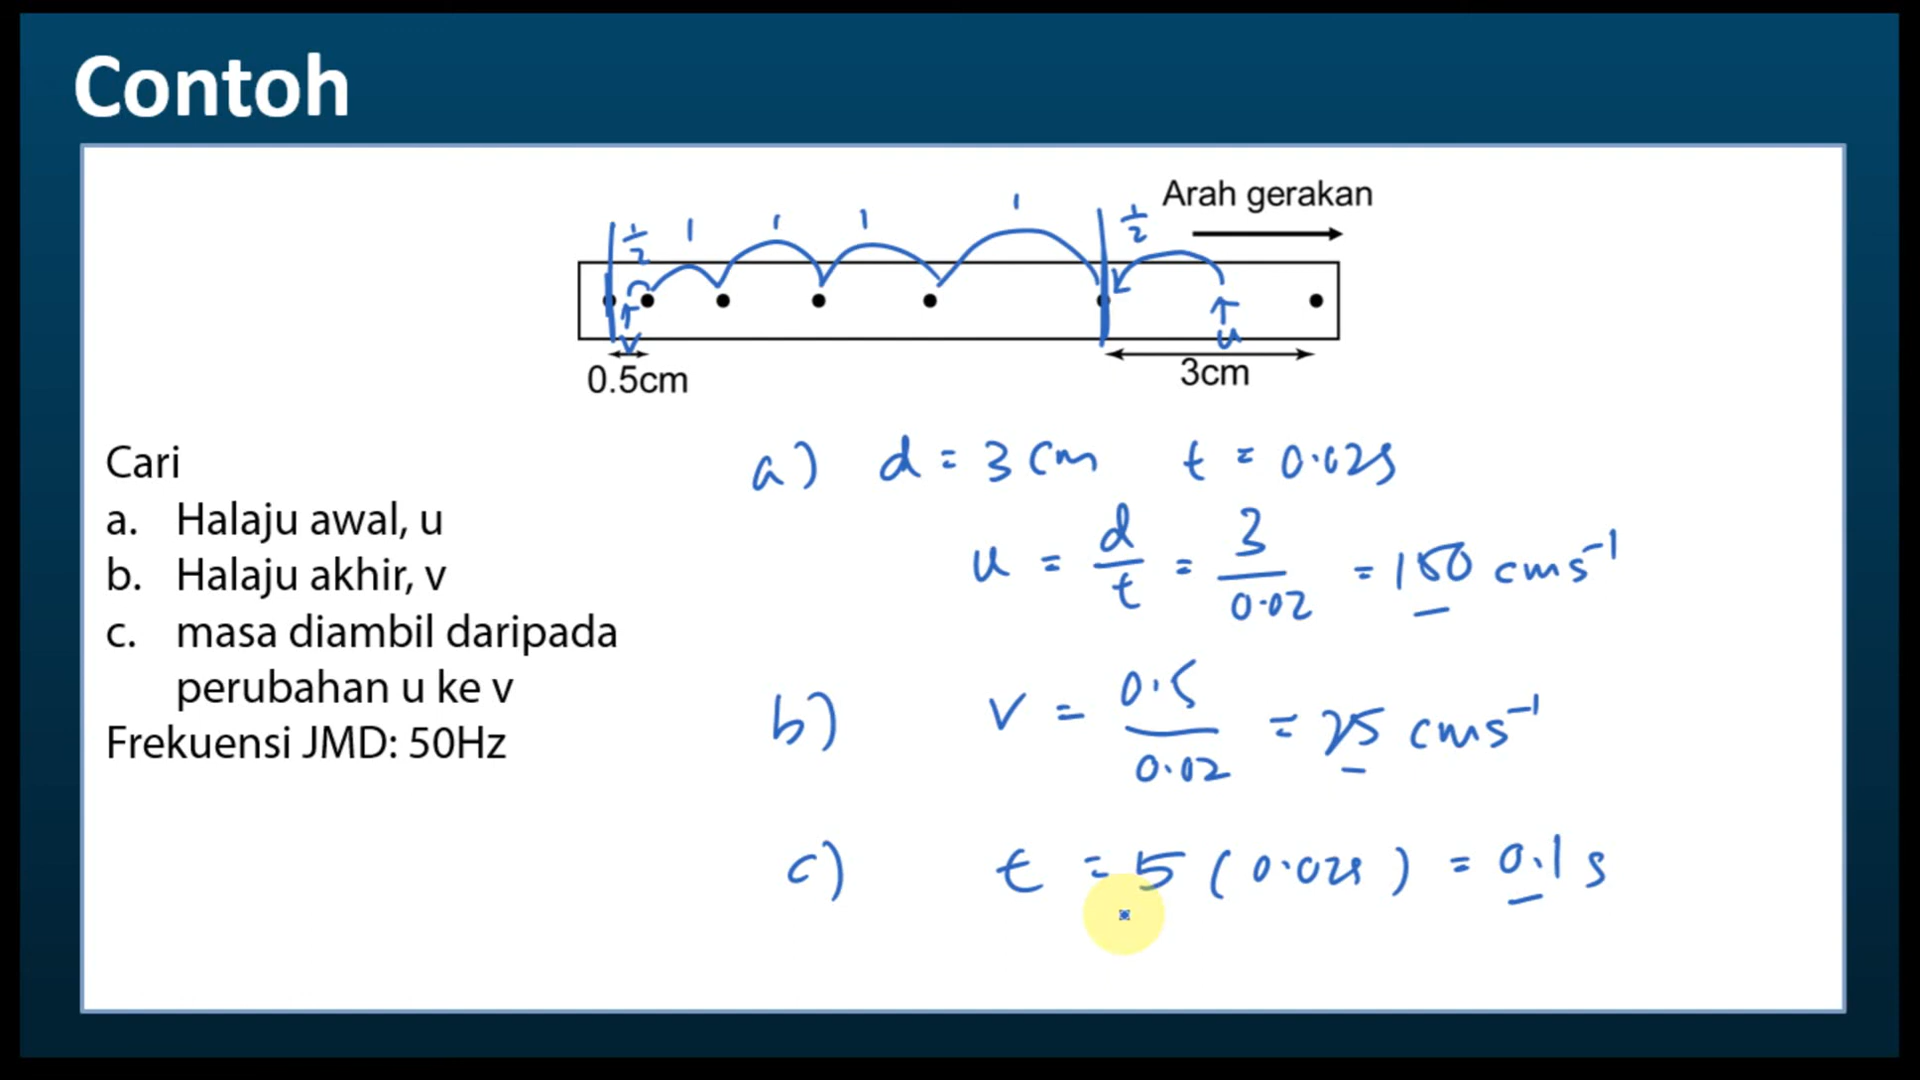 Contoh
Arah gerakan
1/2 1 1 1 1 1/2
v u
0.5cm 3cm
Cari
a. Halaju awal, u
b. Halaju akhir, v
c. masa diambil daripada
perubahan u ke v
Frekuensi JMD: 50Hz
a) d = 3 cm t = 0.02s
u = d/t = 3/0.02 = 150 cms⁻¹
b) v = 0.5/0.02 = 25 cms⁻¹
c) t = 5 (0.02s) = 0.1 s